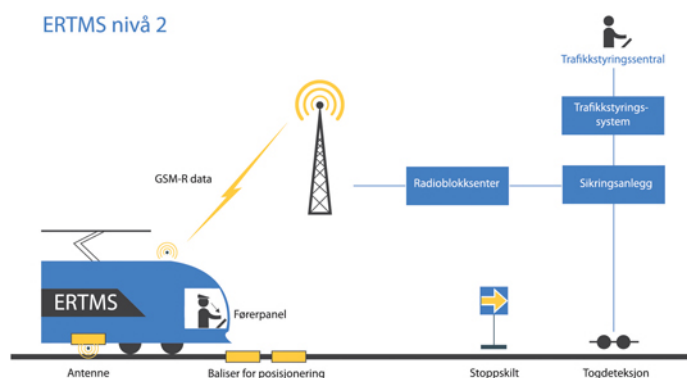 ERTMS nivå 2
Trafikkstyringssentral
Trafikkstyrings-
system
GSM-R data
Radioblokksenter
Sikringsanlegg
ERTMS
Førerpanel
Antenne
Baliser for posisjonering
Stoppskilt
Togdeteksjon